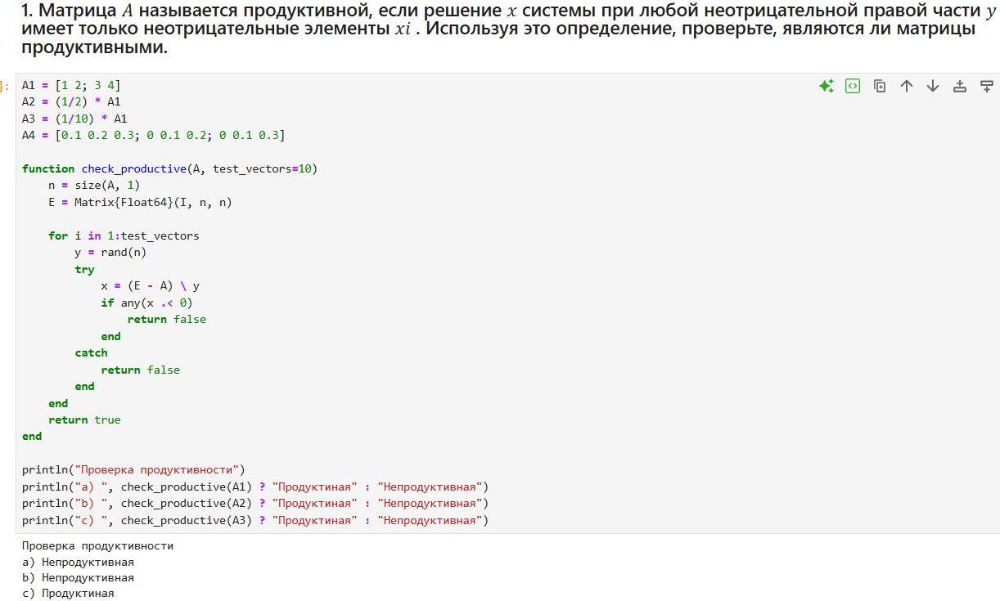 1. Матрица 𝐴 называется продуктивной, если решение 𝑥 системы при любой неотрицательной правой части 𝑦
имеет только неотрицательные элементы 𝑥𝑖 . Используя это определение, проверьте, являются ли матрицы
продуктивными.
]:
A1 = [1 2; 3 4]
A2 = (1/2) * A1
A3 = (1/10) * A1
A4 = [0.1 0.2 0.3; 0 0.1 0.2; 0 0.1 0.3]
function check_productive(A, test_vectors=10)
n = size(A, 1)
E = Matrix{Float64}(I, n, n)
for i in 1:test_vectors
y = rand(n)
try
x = (E - A) \ y
if any(x .< 0)
return false
end
catch
return false
end
end
return true
end
println("Проверка продуктивности")
println("a) ", check_productive(A1) ? "Продуктиная" : "Непродуктивная")
println("b) ", check_productive(A2) ? "Продуктиная" : "Непродуктивная")
println("c) ", check_productive(A3) ? "Продуктиная" : "Непродуктивная")
Проверка продуктивности
a) Непродуктивная
b) Непродуктивная
c) Продуктиная